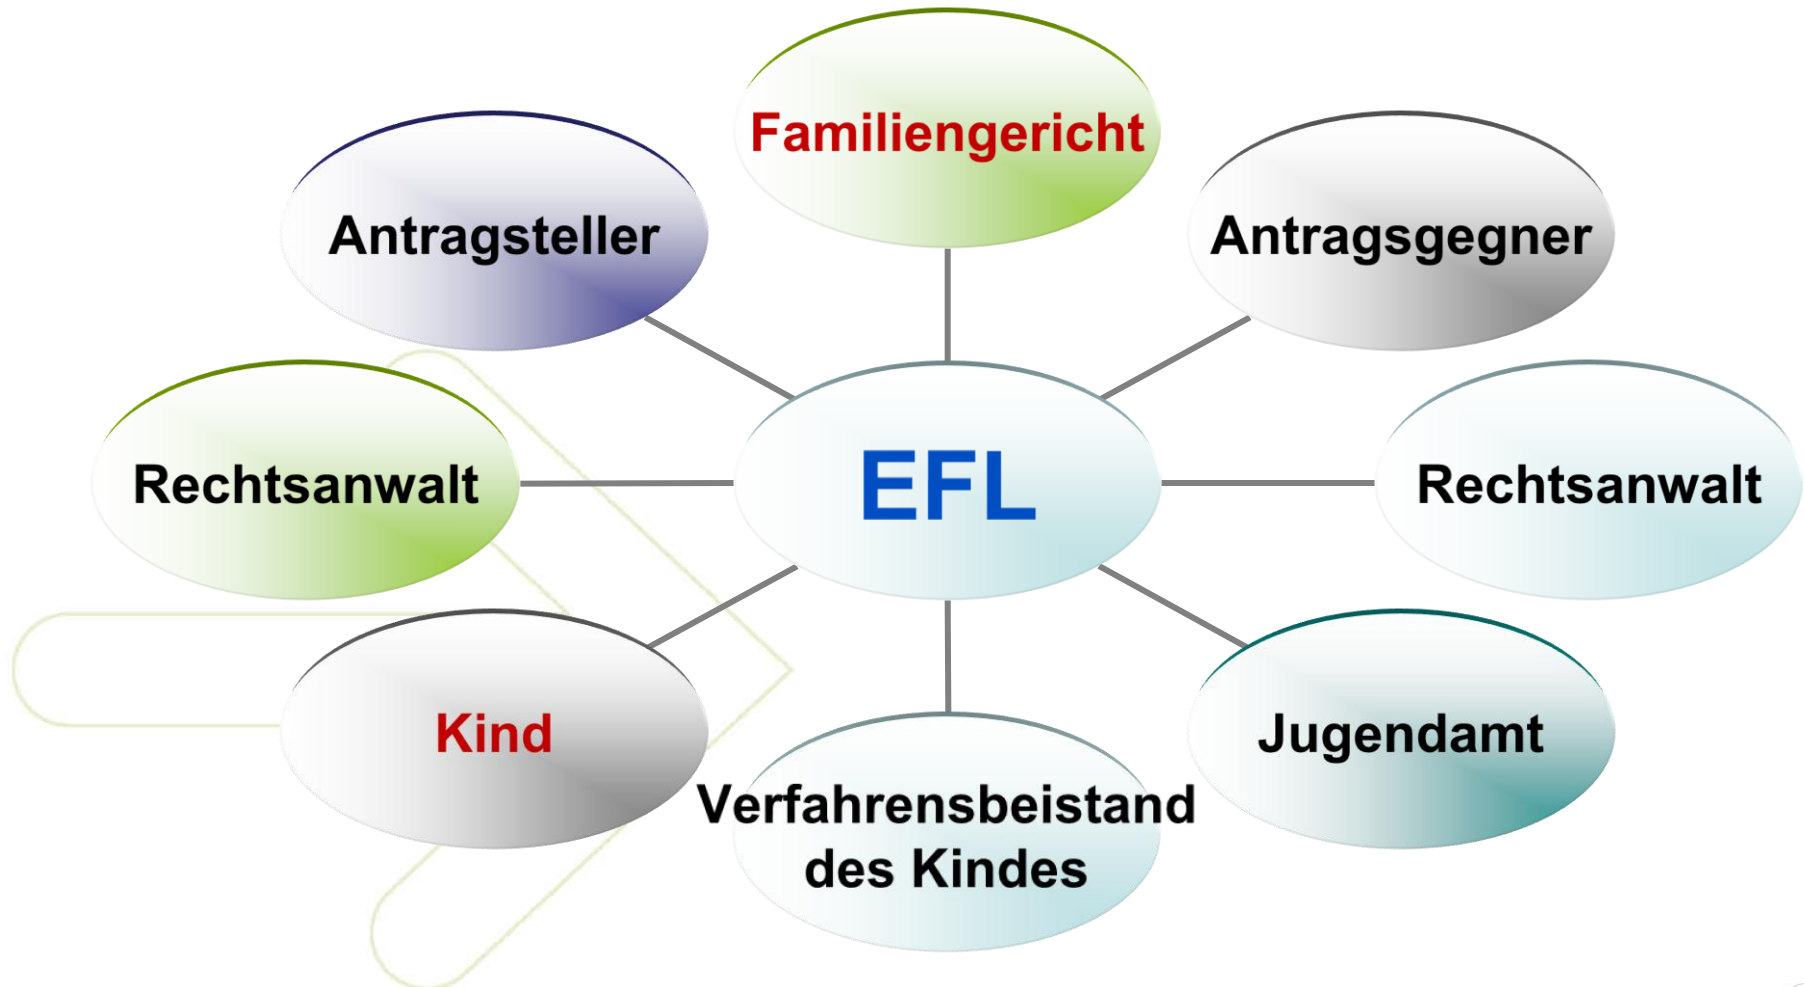 Familiengericht
Antragsteller
Antragsgegner
Rechtsanwalt
EFL
Rechtsanwalt
Kind
Jugendamt
Verfahrensbeistand
des Kindes